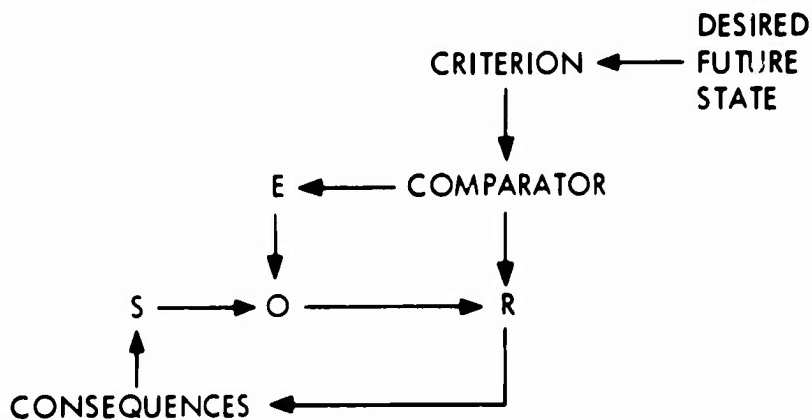 DESIRED
CRITERION
FUTURE
STATE
E
COMPARATOR
S
O
R
CONSEQUENCES